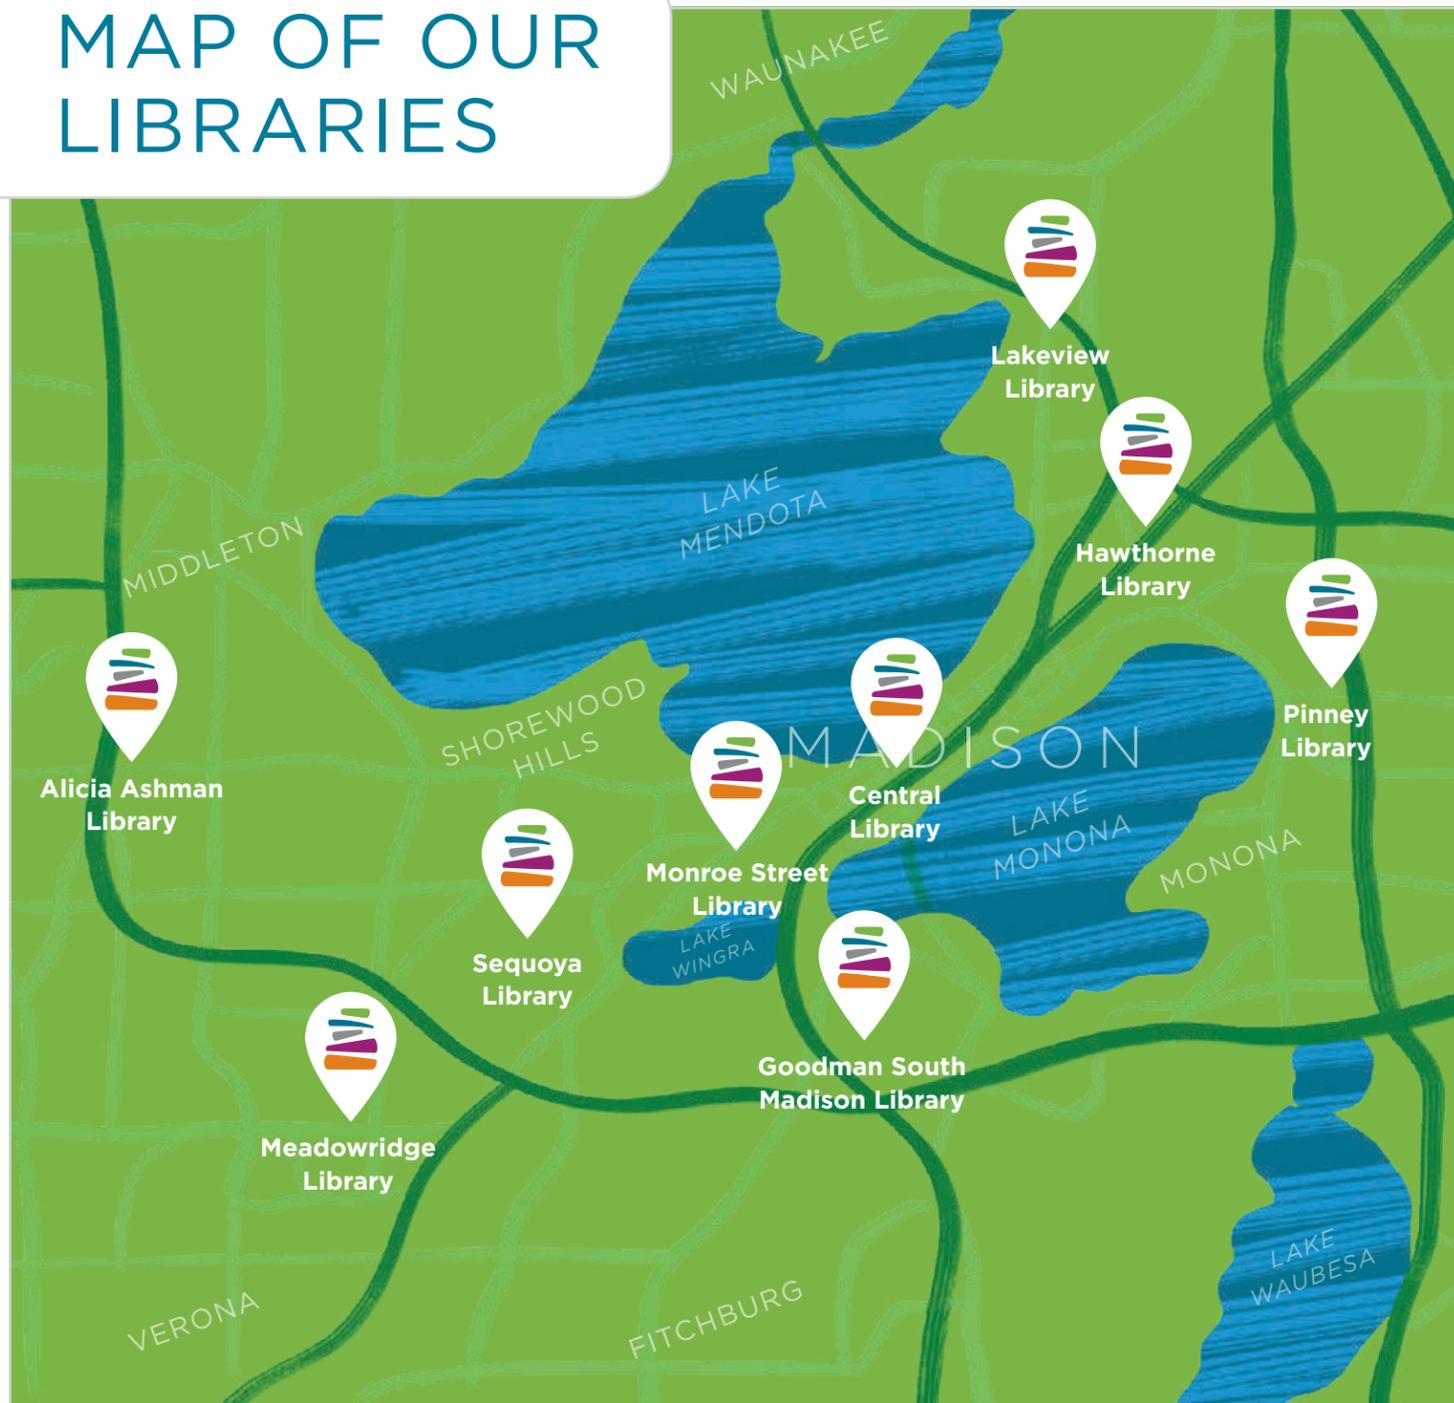 MAP OF OUR
LIBRARIES
WAUNAKEE
Lakeview
Library
LAKE
MENDOTA
MIDDLETON
Hawthorne
Library
SHOREWOOD
HILLS
Pinney
Library
MADISON
Alicia Ashman
Library
Central
Library
LAKE
MONONA
MONONA
Monroe Street
Library
LAKE
WINGRA
Sequoya
Library
Goodman South
Madison Library
Meadowridge
Library
LAKE
WAUBESA
VERONA
FITCHBURG